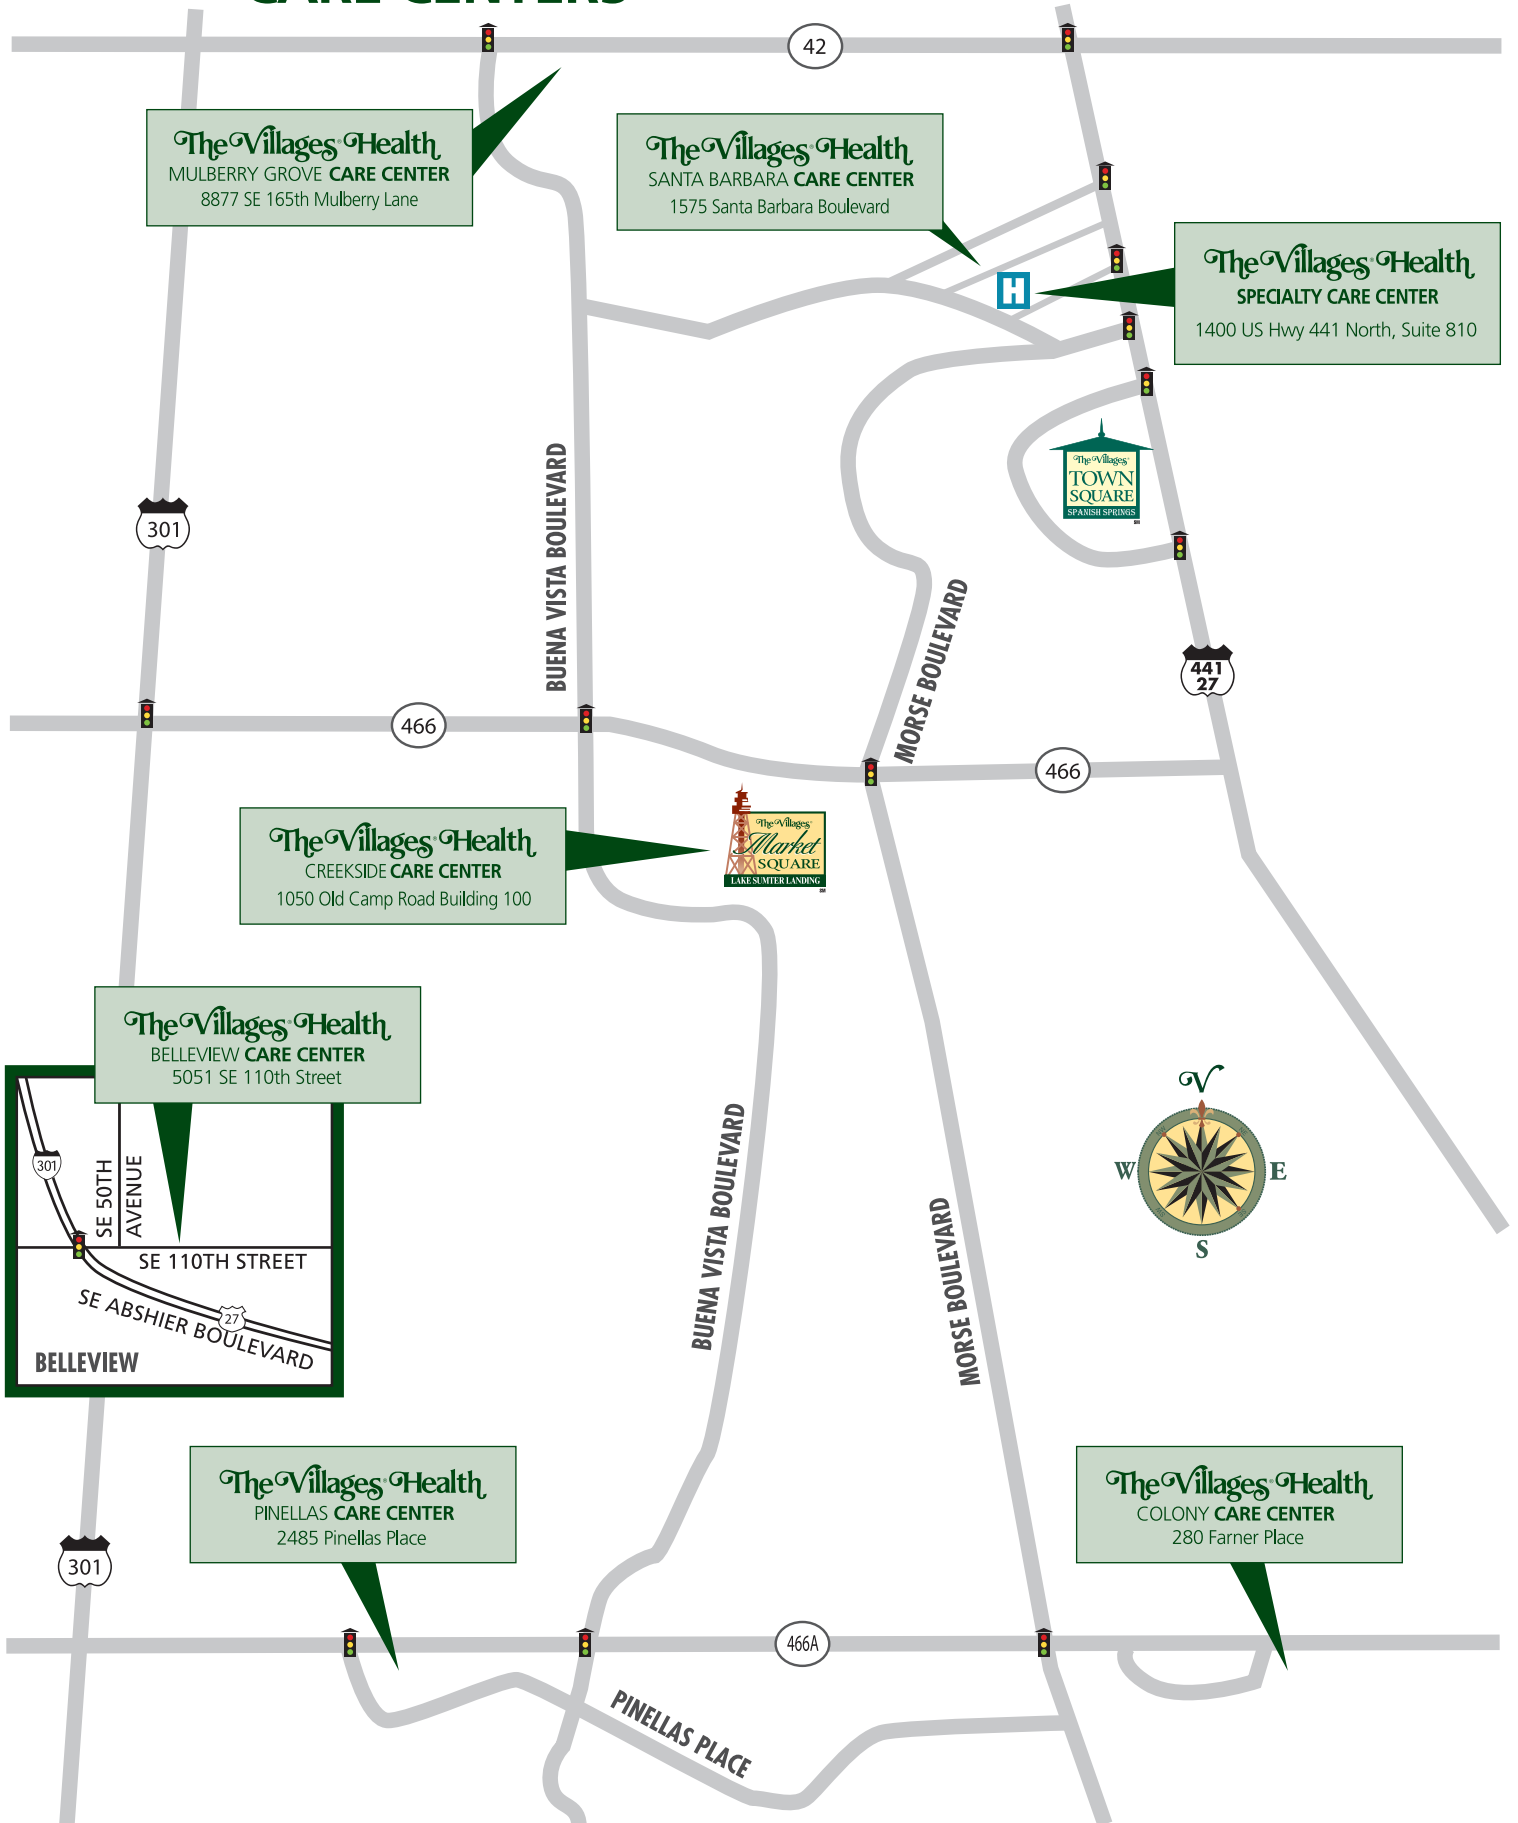 CARE CENTERS
42
The Villages® Health
MULBERRY GROVE CARE CENTER
8877 SE 165th Mulberry Lane
The Villages® Health
SANTA BARBARA CARE CENTER
1575 Santa Barbara Boulevard
H
The Villages® Health
SPECIALTY CARE CENTER
1400 US Hwy 441 North, Suite 810
The Villages®
TOWN
SQUARE
SPANISH SPRINGS
SM
301
BUENA VISTA BOULEVARD
MORSE BOULEVARD
441
27
466
466
The Villages®
Market
SQUARE
LAKE SUMTER LANDING
SM
The Villages® Health
CREEKSIDE CARE CENTER
1050 Old Camp Road Building 100
The Villages® Health
BELLEVIEW CARE CENTER
5051 SE 110th Street
301
SE 50TH
AVENUE
SE 110TH STREET
SE ABSHIER BOULEVARD
27
BELLEVIEW
BUENA VISTA BOULEVARD
MORSE BOULEVARD
V
W
E
S
The Villages® Health
PINELLAS CARE CENTER
2485 Pinellas Place
The Villages® Health
COLONY CARE CENTER
280 Farner Place
301
466A
PINELLAS PLACE